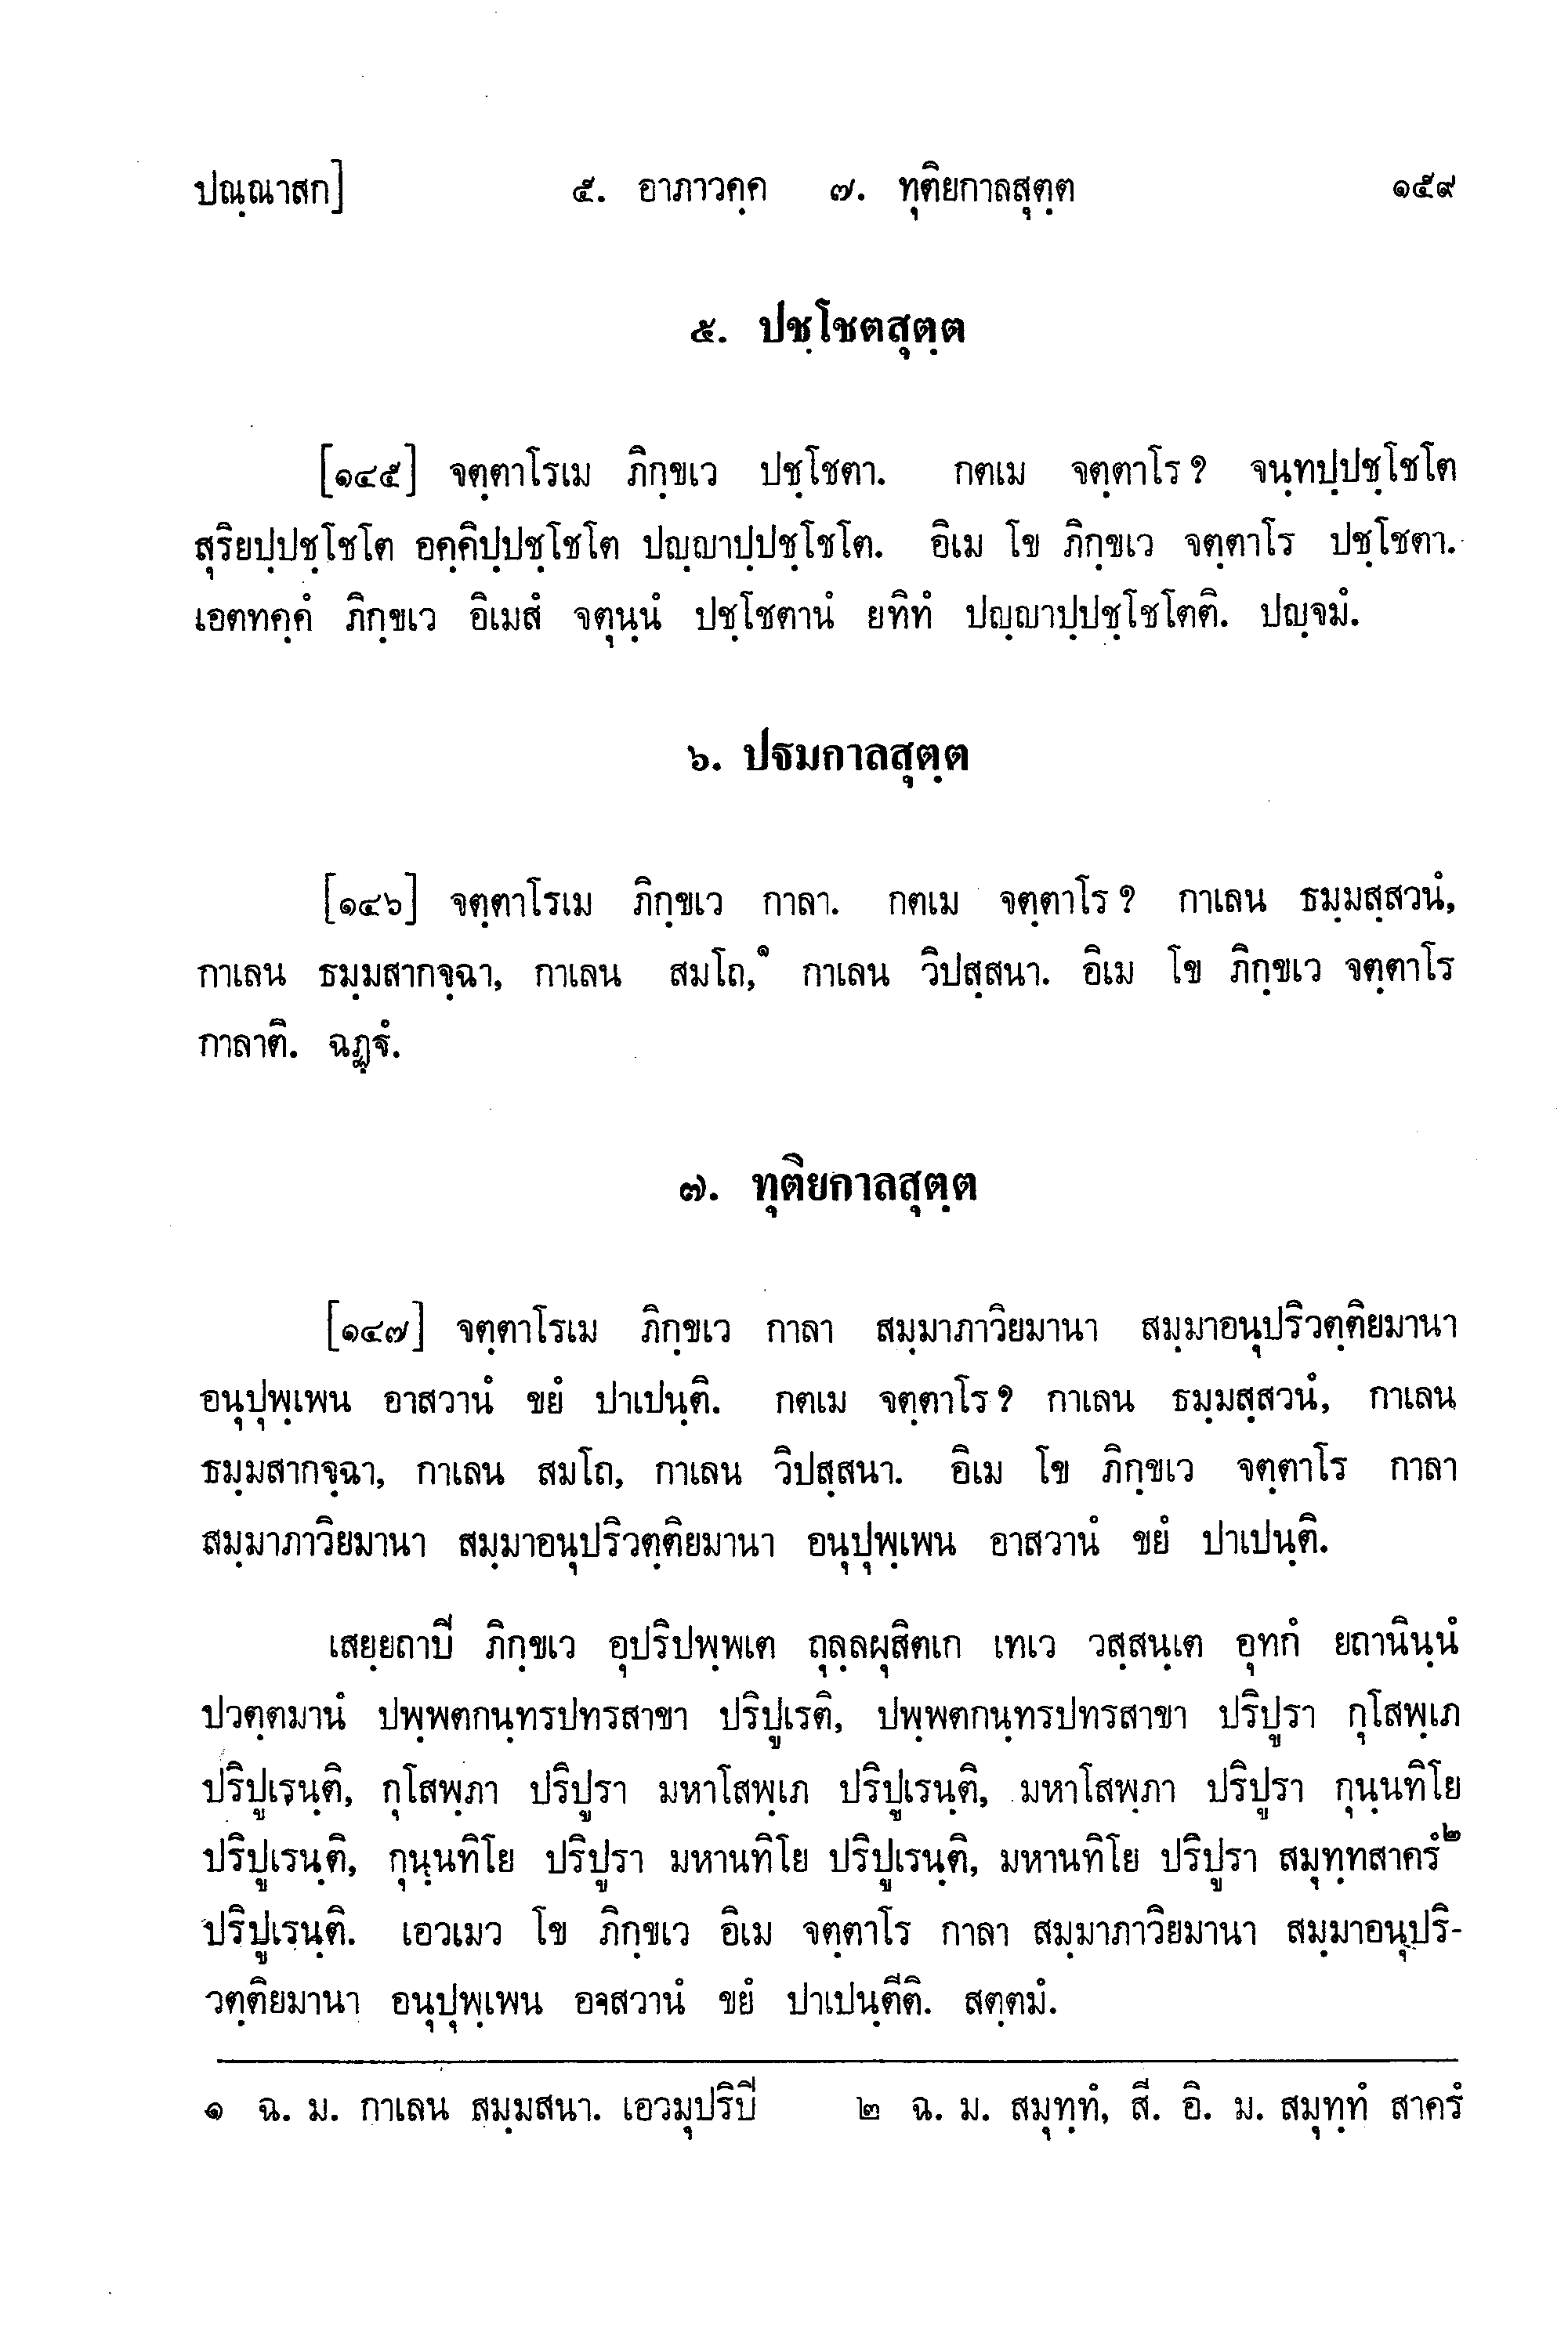 ปณฺณาสก] ๕. อาภาวคฺค ๗. ทุติยกาลสุตฺต ๑๕๙
๕. ปชฺโชตสุตฺต
[๑๔๕] จตฺตาโรเม ภิกฺขเว ปชฺโชตา. กตเม จตฺตาโร ? จนฺทปฺปชฺโชโต
สุริยปฺปชฺโชโต อคฺคิปฺปชฺโชโต ปญฺญาปฺปชฺโชโต. อิเม โข ภิกฺขเว จตฺตาโร ปชฺโชตา.
เอตทคฺคํ ภิกฺขเว อิเมสํ จตุนฺนํ ปชฺโชตานํ ยทิทํ ปญฺญาปฺปชฺโชโตติ. ปญฺจมํ.
๖. ปฐมกาลสุตฺต
[๑๔๖] จตฺตาโรเม ภิกฺขเว กาลา. กตเม จตฺตาโร ? กาเลน ธมฺมสฺสวนํ,
กาเลน ธมฺมสากจฺฉา, กาเลน สมโถ,๑ กาเลน วิปสฺสนา. อิเม โข ภิกฺขเว จตฺตาโร
กาลาติ. ฉฏฺฐํ.
๗. ทุติยกาลสุตฺต
[๑๔๗] จตฺตาโรเม ภิกฺขเว กาลา สมฺมาภาวิยมานา สมฺมาอนุปริวตฺติยมานา
อนุปุพฺเพน อาสวานํ ขยํ ปาเปนฺติ. กตเม จตฺตาโร ? กาเลน ธมฺมสฺสวนํ, กาเลน
ธมฺมสากจฺฉา, กาเลน สมโถ, กาเลน วิปสฺสนา. อิเม โข ภิกฺขเว จตฺตาโร กาลา
สมฺมาภาวิยมานา สมฺมาอนุปริวตฺติยมานา อนุปุพฺเพน อาสวานํ ขยํ ปาเปนฺติ.
เสยฺยถาปี ภิกฺขเว อุปริปพฺพเต ถุลฺลผุสิตเก เทเว วสฺสนฺเต อุทกํ ยถานินฺนํ
ปวตฺตมานํ ปพฺพตกนฺทรปทรสาขา ปริปูเรติ, ปพฺพตกนฺทรปทรสาขา ปริปูรา กุโสพฺเภ
ปริปูเรนฺติ, กุโสพฺภา ปริปูรา มหาโสพฺเภ ปริปูเรนฺติ, มหาโสพฺภา ปริปูรา กุนฺนทิโย
ปริปูเรนฺติ, กุนฺนทิโย ปริปูรา มหานทิโย ปริปูเรนฺติ, มหานทิโย ปริปูรา สมุทฺทสาครํ๒
ปริปูเรนฺติ. เอวเมว โข ภิกฺขเว อิเม จตฺตาโร กาลา สมฺมาภาวิยมานา สมฺมาอนุปริ-
วตฺติยมานา อนุปุพฺเพน อาสวานํ ขยํ ปาเปนฺตีติ. สตฺตมํ.
๑ ฉ. ม. กาเลน สมฺมสนา. เอวมุปริปี ๒ ฉ. ม. สมุทฺทํ, สี. อิ. ม. สมุทฺทํ สาครํ